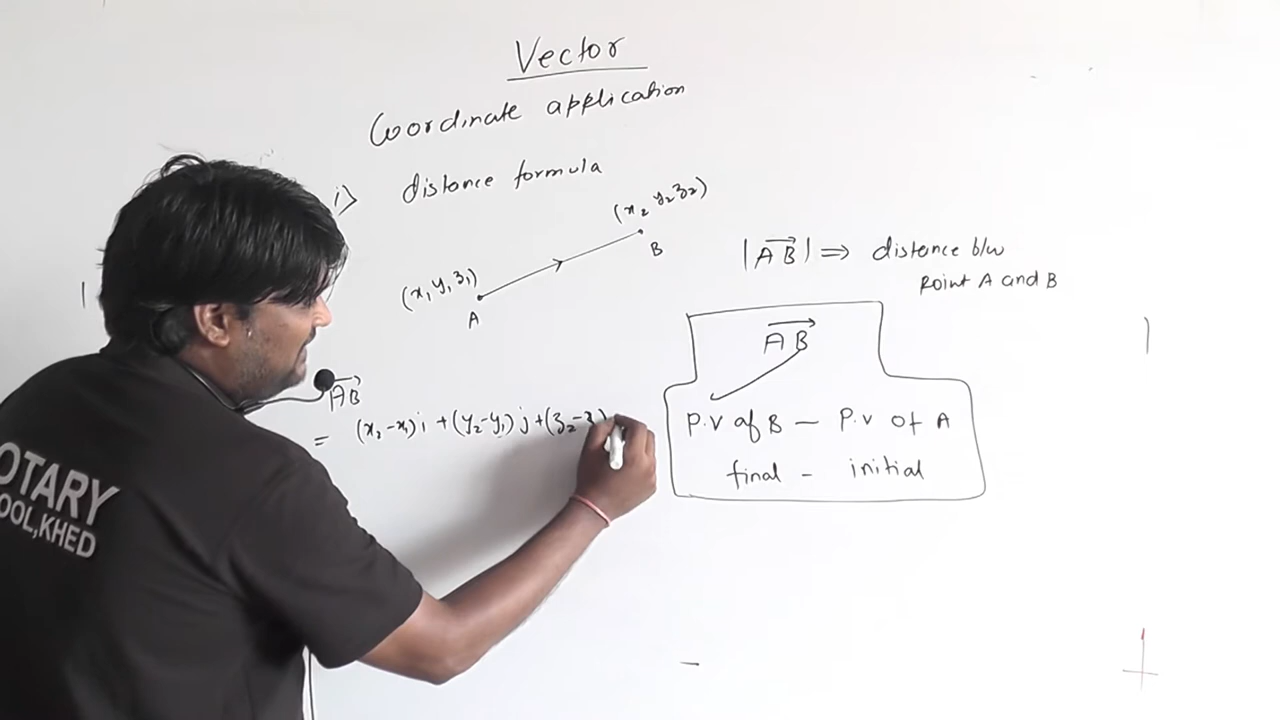 Vector
Coordinate application
i) distance formula
(x₂ y₂ z₂)
B
(x₁ y₁ z₁)
A
|AB| ⇒ distance b/w
point A and B
AB
P.V of B – P.V of A
final - initial
AB
= (x₂-x₁)i + (y₂-y₁)j + (z₂-z
OTARY
OOL,KHED